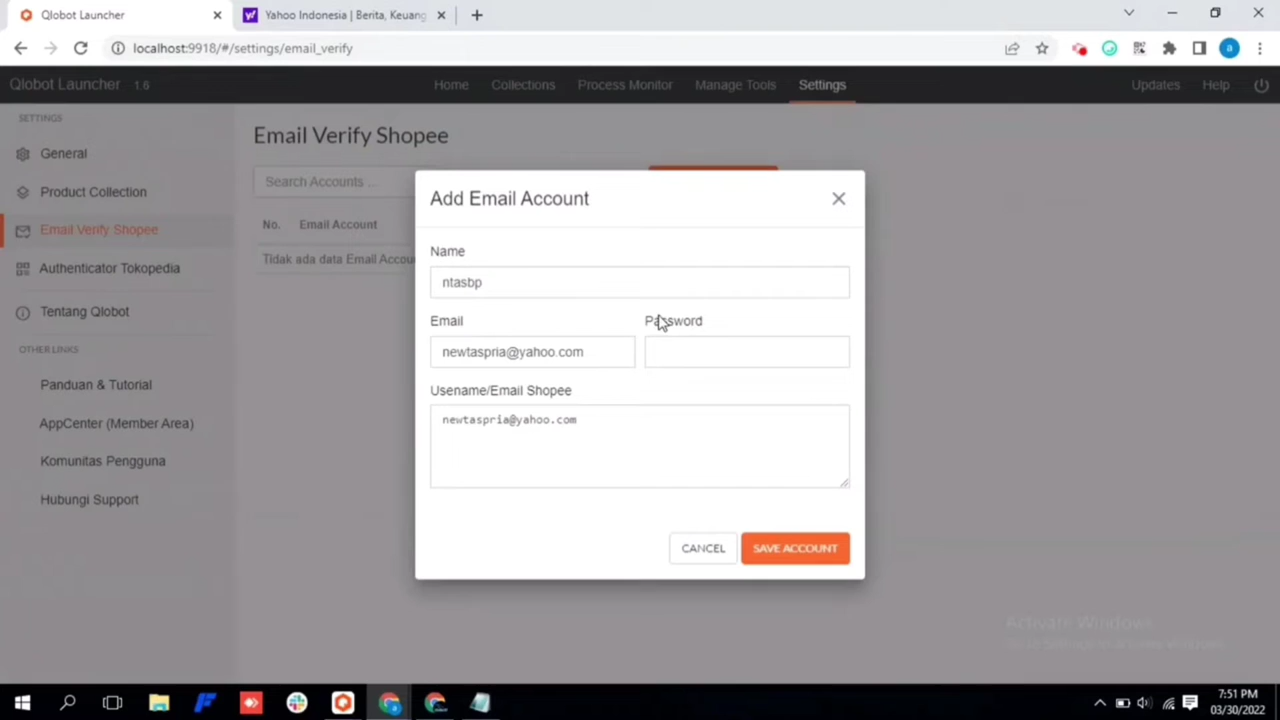 Qlobot Launcher
Yahoo Indonesia | Berita, Keuang
localhost:9918/#/settings/email_verify
a
Qlobot Launcher 1.6
Home
Collections
Process Monitor
Manage Tools
Settings
Updates
Help
SETTINGS
General
Product Collection
Email Verify Shopee
Authenticator Tokopedia
Tentang Qlobot
OTHER LINKS
Panduan & Tutorial
AppCenter (Member Area)
Komunitas Pengguna
Hubungi Support
Email Verify Shopee
Search Accounts ...
No. Email Account
Tidak ada data Email Accou
Add Email Account
Name
ntasbp
Email
Password
newtaspria@yahoo.com
Usename/Email Shopee
newtaspria@yahoo.com
CANCEL
SAVE ACCOUNT
Activate Windows
7:51 PM
03/30/2022